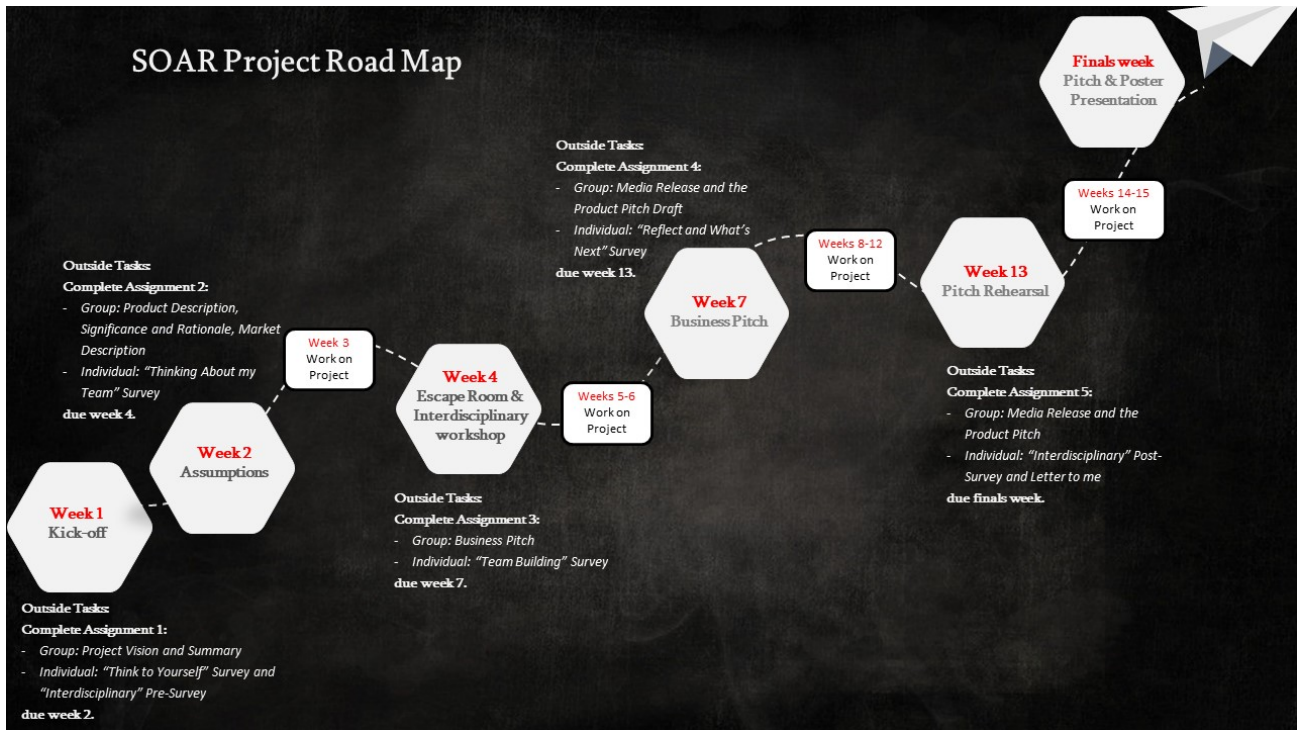 SOAR Project Road Map
Week 1
Kick-off
Outside Tasks:
Complete Assignment 1:
- Group: Project Vision and Summary
- Individual: “Think to Yourself” Survey and
“Interdisciplinary” Pre-Survey
due week 2.
Week 2
Assumptions
Outside Tasks:
Complete Assignment 2:
- Group: Product Description,
Significance and Rationale, Market
Description
- Individual: “Thinking About my
Team” Survey
due week 4.
Week 3
Work on
Project
Week 4
Escape Room &
Interdisciplinary
workshop
Outside Tasks:
Complete Assignment 3:
- Group: Business Pitch
- Individual: “Team Building” Survey
due week 7.
Weeks 5-6
Work on
Project
Week 7
Business Pitch
Outside Tasks:
Complete Assignment 4:
- Group: Media Release and the
Product Pitch Draft
- Individual: “Reflect and What’s
Next” Survey
due week 13.
Weeks 8-12
Work on
Project
Week 13
Pitch Rehearsal
Outside Tasks:
Complete Assignment 5:
- Group: Media Release and the
Product Pitch
- Individual: “Interdisciplinary” Post-
Survey and Letter to me
due finals week.
Weeks 14-15
Work on
Project
Finals week
Pitch & Poster
Presentation